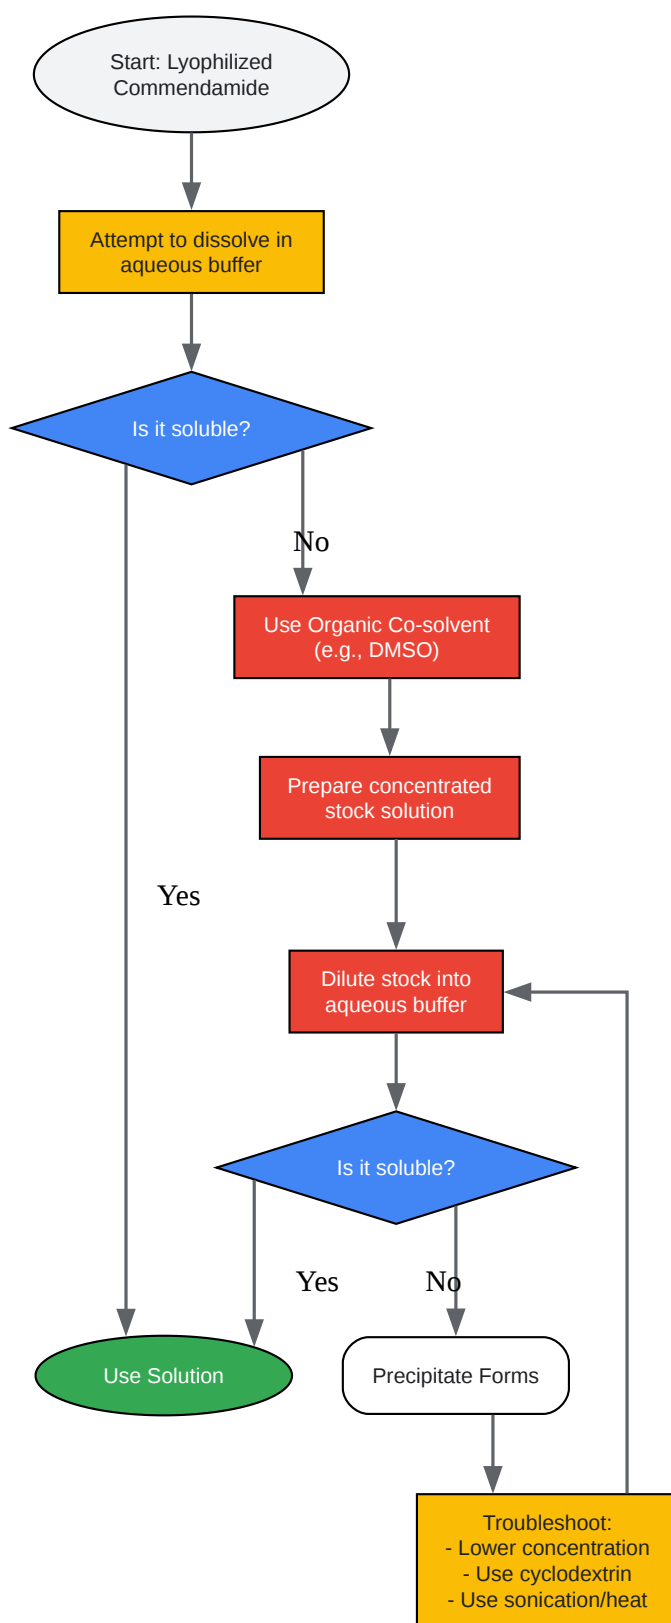 Start: Lyophilized
Commendamide
Attempt to dissolve in
aqueous buffer
Is it soluble?
No
Use Organic Co-solvent
(e.g., DMSO)
Prepare concentrated
stock solution
Yes
Dilute stock into
aqueous buffer
Is it soluble?
Yes
No
Use Solution
Precipitate Forms
Troubleshoot:
- Lower concentration
- Use cyclodextrin
- Use sonication/heat